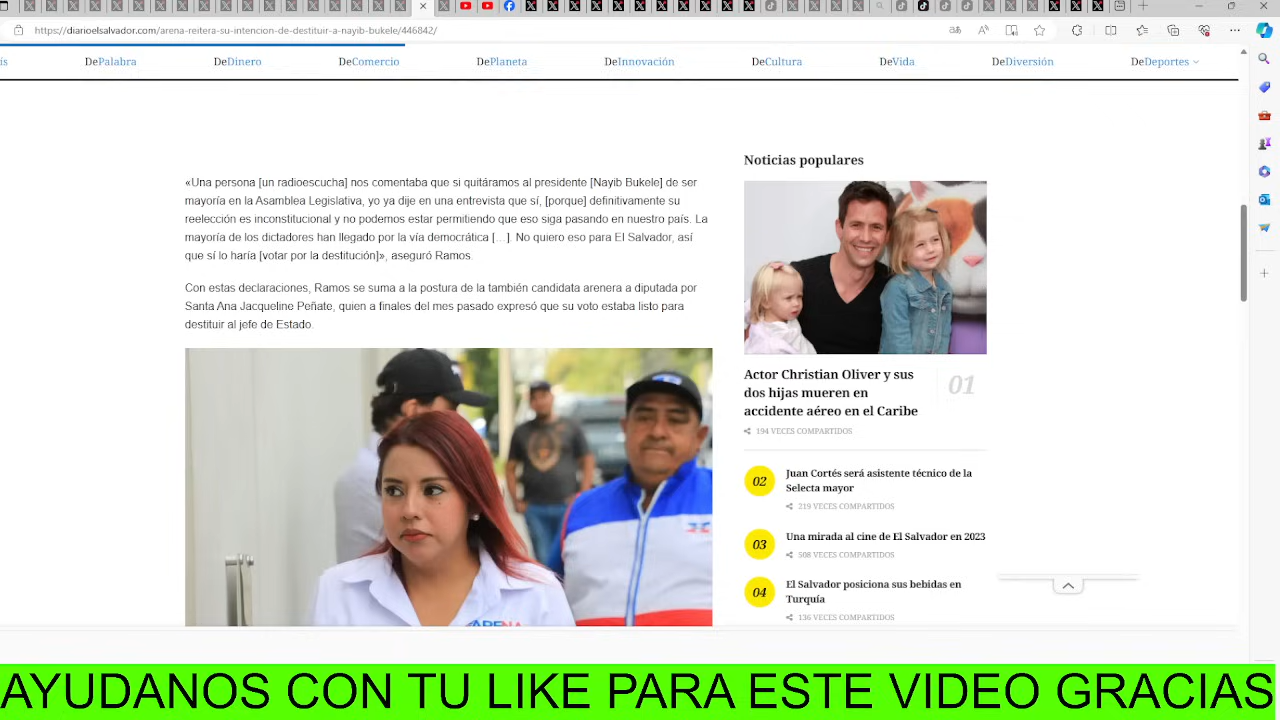 https://diarioelsalvador.com/arena-reitera-su-intencion-de-destituir-a-nayib-bukele/446842/
ís DePalabra DeDinero DeComercio DePlaneta DeInnovación DeCultura DeVida DeDiversión DeDeportes
«Una persona [un radioescucha] nos comentaba que si quitáramos al presidente [Nayib Bukele] de ser
mayoría en la Asamblea Legislativa, yo ya dije en una entrevista que sí, [porque] definitivamente su
reelección es inconstitucional y no podemos estar permitiendo que eso siga pasando en nuestro país. La
mayoría de los dictadores han llegado por la vía democrática […]. No quiero eso para El Salvador, así
que sí lo haría [votar por la destitución]», aseguró Ramos.
Con estas declaraciones, Ramos se suma a la postura de la también candidata arenera a diputada por
Santa Ana Jacqueline Peñate, quien a finales del mes pasado expresó que su voto estaba listo para
destituir al jefe de Estado.
ARENA
Noticias populares
Actor Christian Oliver y sus
dos hijas mueren en
accidente aéreo en el Caribe
01
194 VECES COMPARTIDOS
02
Juan Cortés será asistente técnico de la
Selecta mayor
219 VECES COMPARTIDOS
03
Una mirada al cine de El Salvador en 2023
508 VECES COMPARTIDOS
04
El Salvador posiciona sus bebidas en
Turquía
136 VECES COMPARTIDOS
AYUDANOS CON TU LIKE PARA ESTE VIDEO GRACIAS